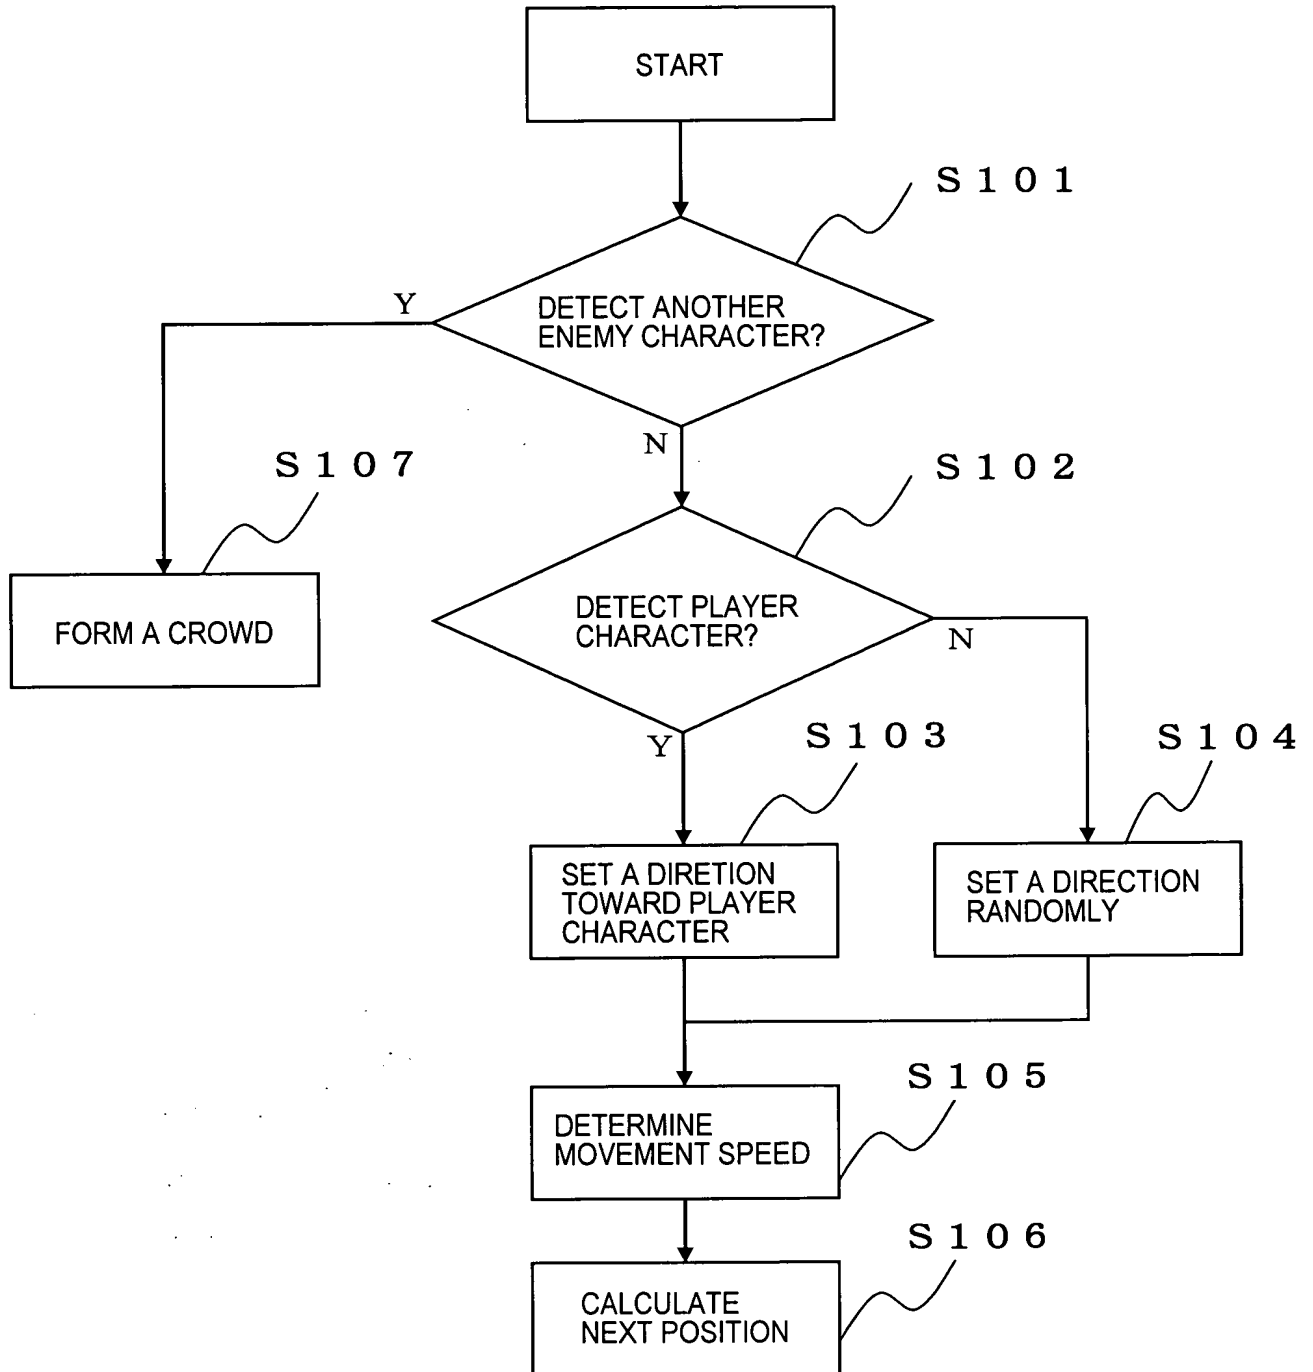 START
S101
DETECT ANOTHER
ENEMY CHARACTER?
Y
N
S107
S102
FORM A CROWD
DETECT PLAYER
CHARACTER?
N
Y
S103
S104
SET A DIRETION
TOWARD PLAYER
CHARACTER
SET A DIRECTION
RANDOMLY
S105
DETERMINE
MOVEMENT SPEED
S106
CALCULATE
NEXT POSITION